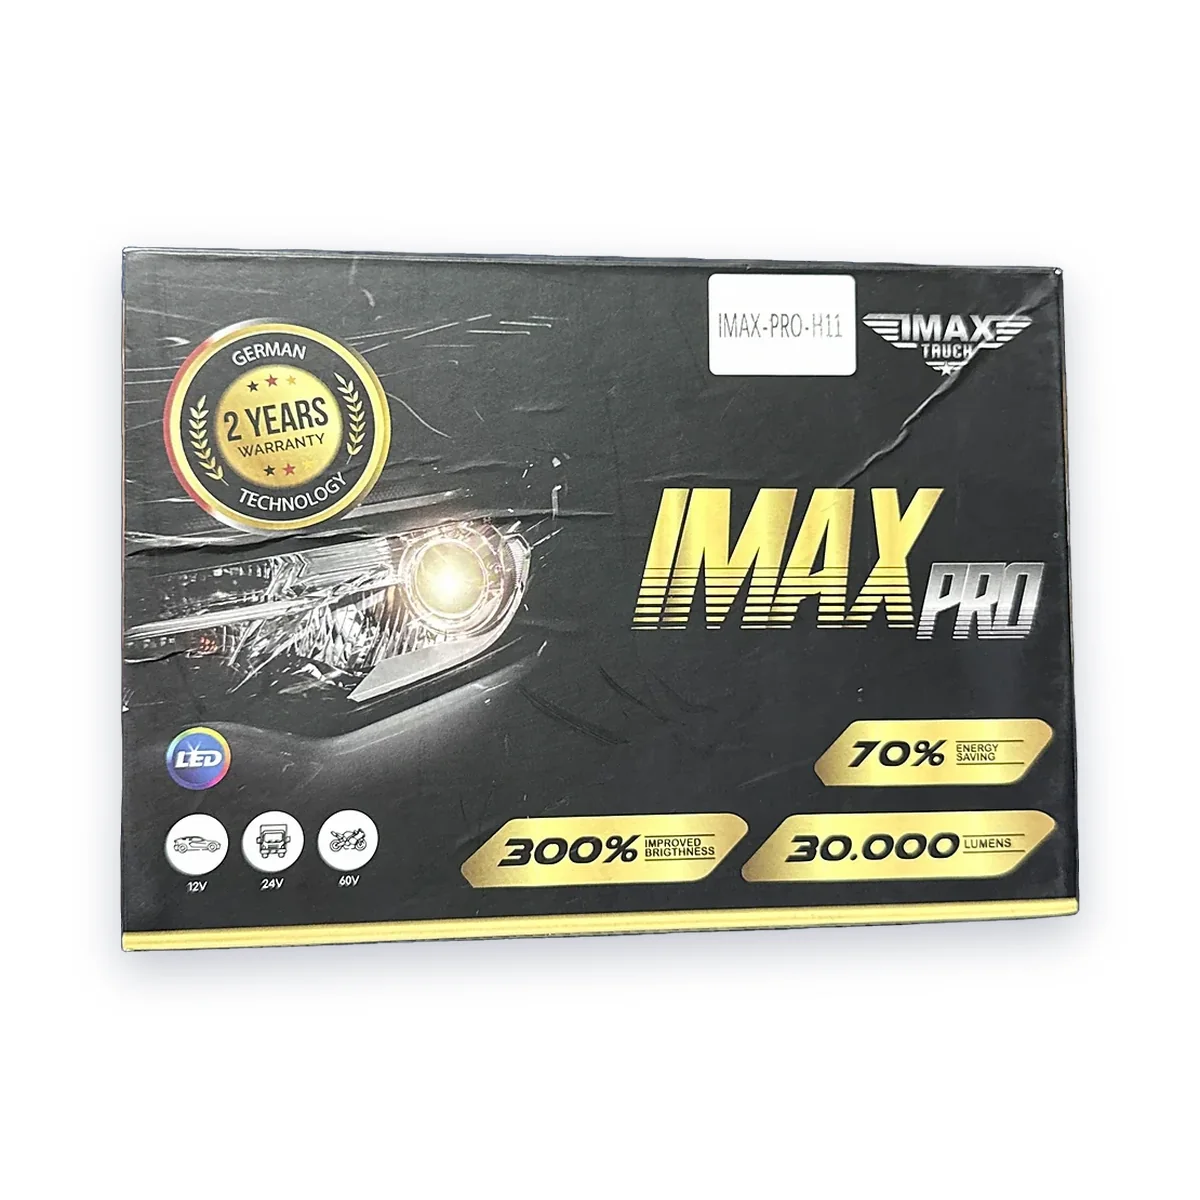 IMAX-PRO-H11
IMAX
TRUCK
GERMAN
2 YEARS
WARRANTY
TECHNOLOGY
IMAX
PRO
LED
70% ENERGY
SAVING
300% IMPROVED
BRIGTHNESS
30.000 LUMENS
12V
24V
60V